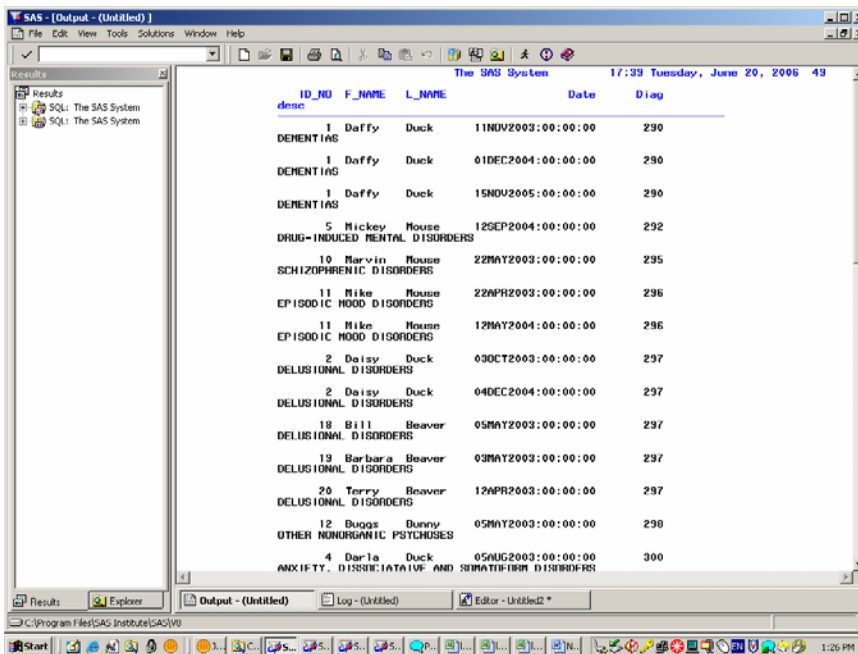 SAS - [Output - (Untitled) ]
File Edit View Tools Solutions Window Help
Results
Results
SQL: The SAS System
SQL: The SAS System
The SAS System 17:39 Tuesday, June 20, 2006 49
ID_NO F_NAME L_NAME Date Diag
desc
1 Daffy Duck 11NOV2003:00:00:00 290
DEMENTIAS
1 Daffy Duck 01DEC2004:00:00:00 290
DEMENTIAS
1 Daffy Duck 15NOV2005:00:00:00 290
DEMENTIAS
5 Mickey Mouse 12SEP2004:00:00:00 292
DRUG-INDUCED MENTAL DISORDERS
10 Marvin Mouse 22MAY2003:00:00:00 295
SCHIZOPHRENIC DISORDERS
11 Mike Mouse 22APR2003:00:00:00 296
EPISODIC MOOD DISORDERS
11 Mike Mouse 12MAY2004:00:00:00 296
EPISODIC MOOD DISORDERS
2 Daisy Duck 03OCT2003:00:00:00 297
DELUSIONAL DISORDERS
2 Daisy Duck 04DEC2004:00:00:00 297
DELUSIONAL DISORDERS
18 Bill Beaver 05MAY2003:00:00:00 297
DELUSIONAL DISORDERS
19 Barbara Beaver 03MAY2003:00:00:00 297
DELUSIONAL DISORDERS
20 Terry Beaver 12APR2003:00:00:00 297
DELUSIONAL DISORDERS
12 Buggs Bunny 05MAY2003:00:00:00 298
OTHER NONORGANIC PSYCHOSES
4 Darla Duck 05AUG2003:00:00:00 300
ANXIETY, DISSOCIATAIVE AND SOMATOFORM DISORDERS
Results Explorer Output - (Untitled) Log - (Untitled) Editor - Untitled2 *
C:\Program Files\SAS Institute\SAS\V8
Start J... C... S... S... S... S... P... I... I... I... N... EN 1:26 PM